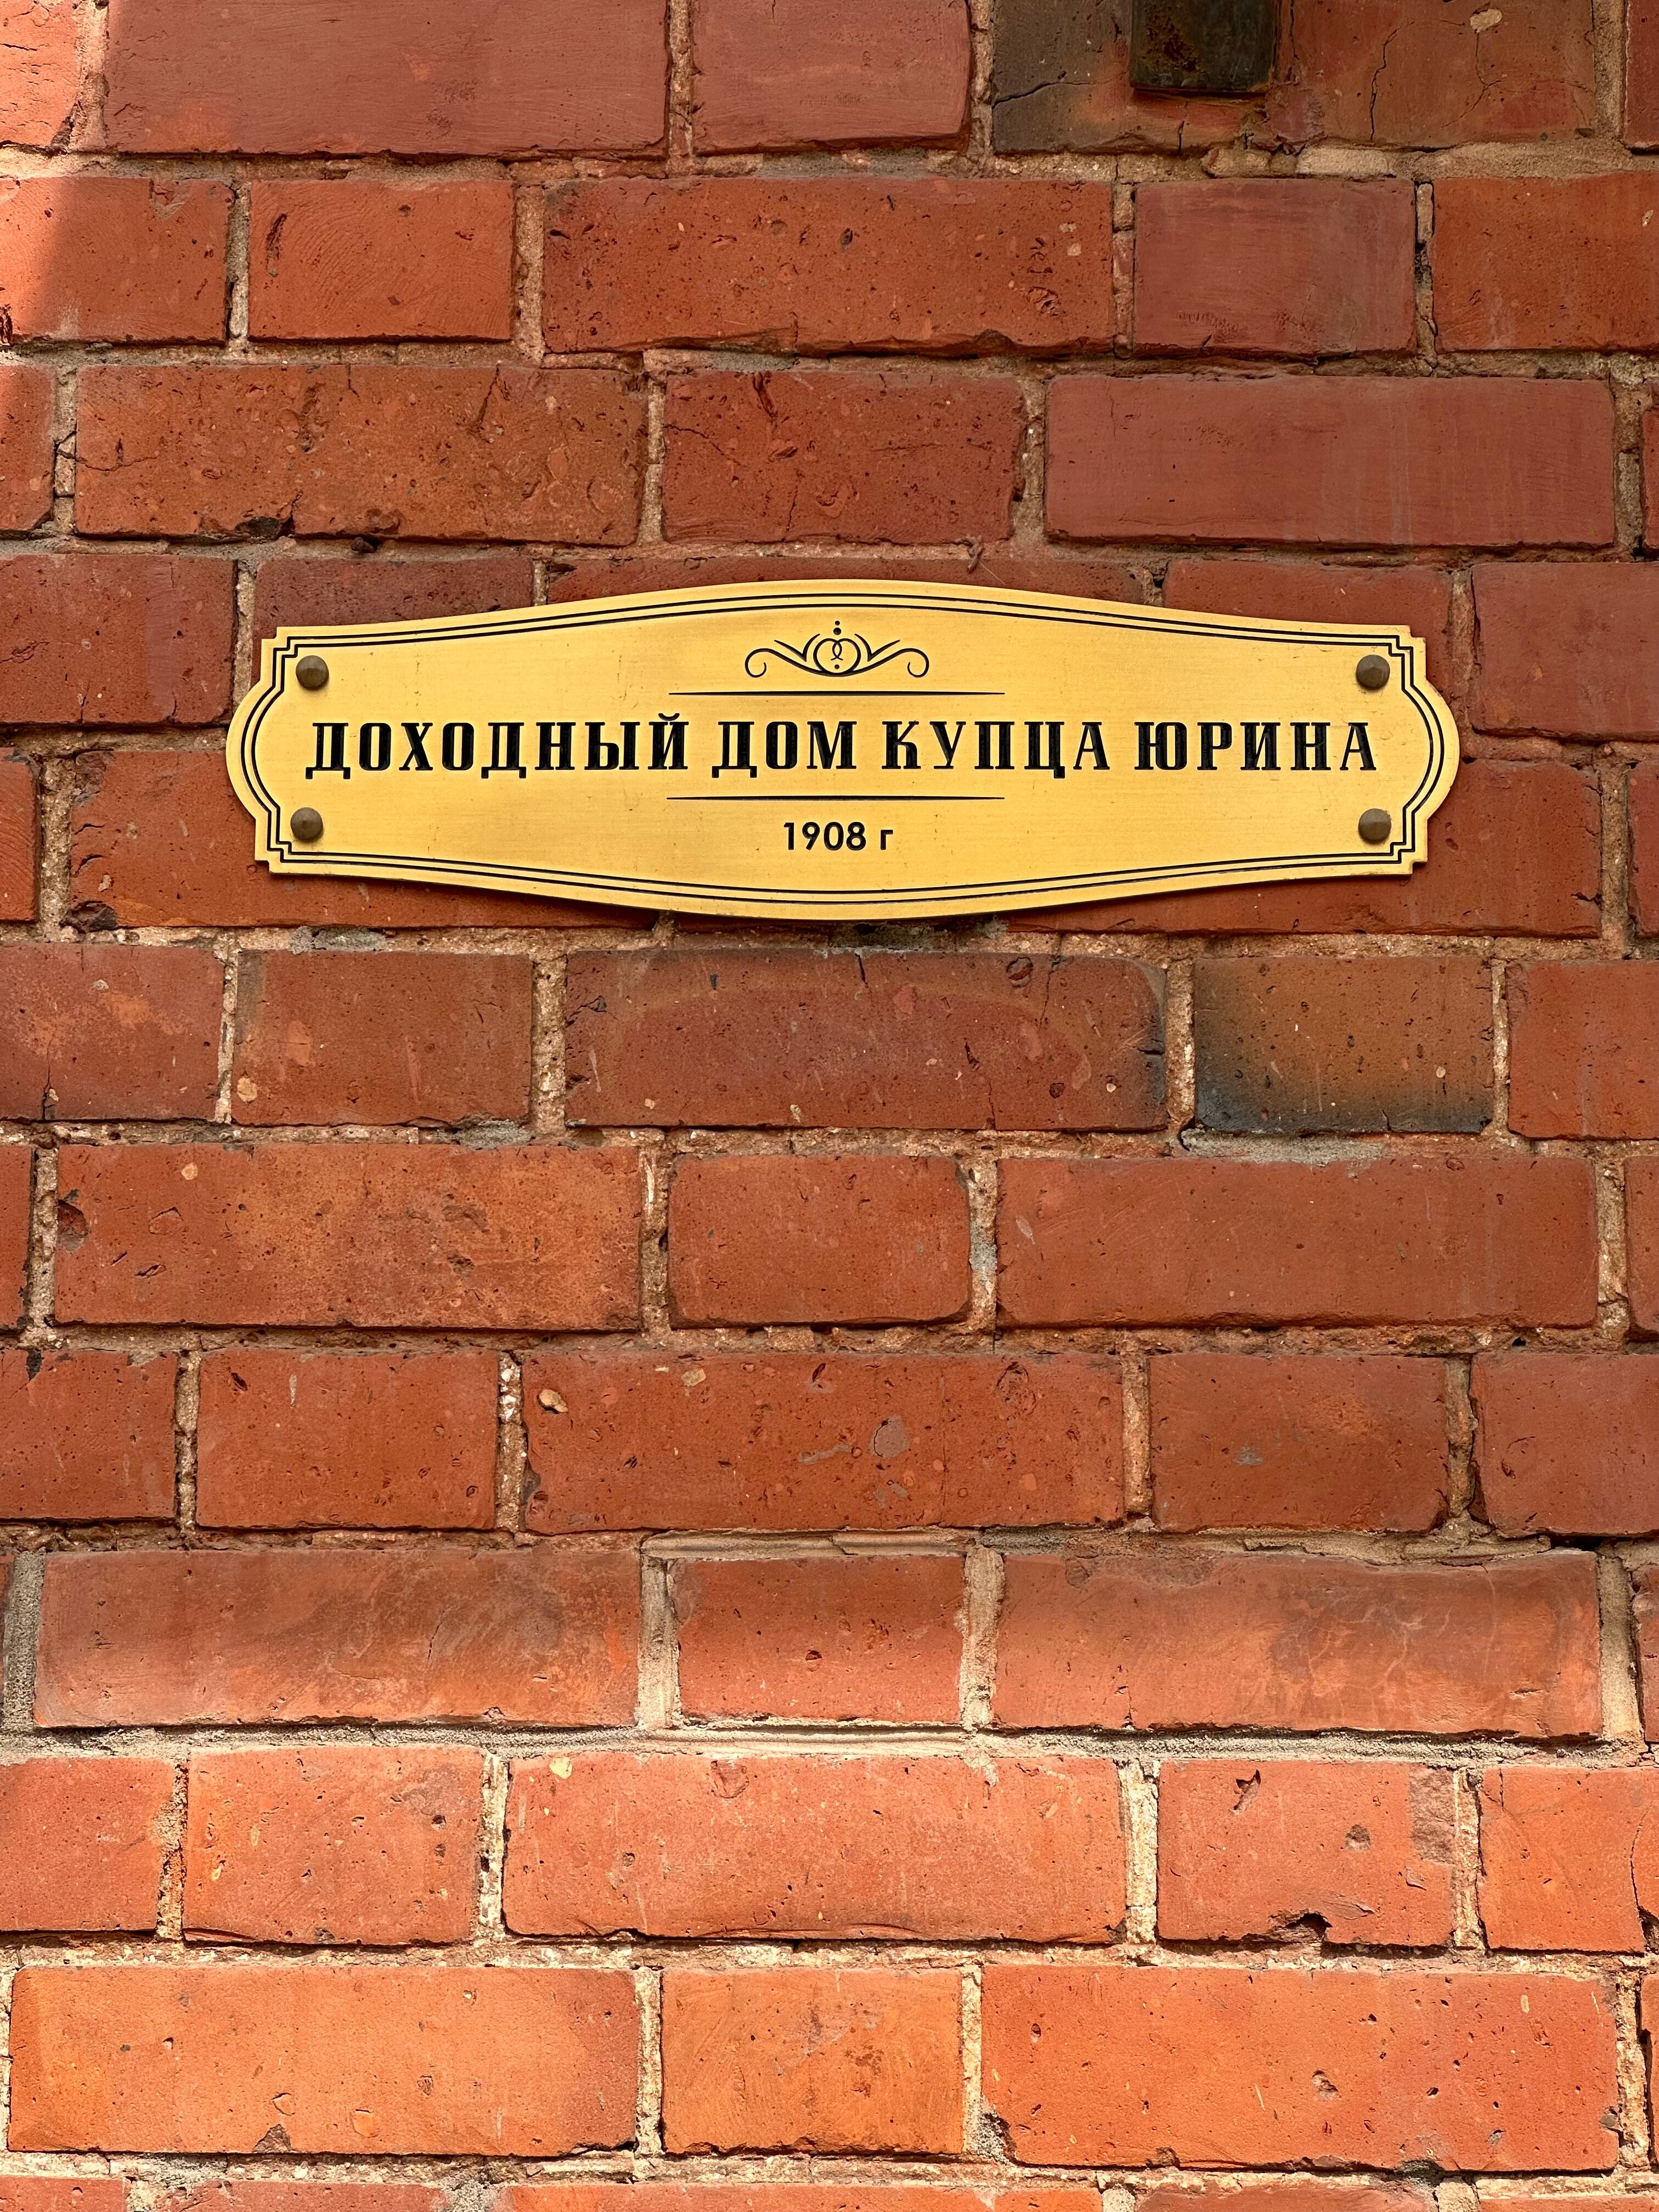 ДОХОДНЫЙ ДОМ КУПЦА ЮРИНА
1908 г